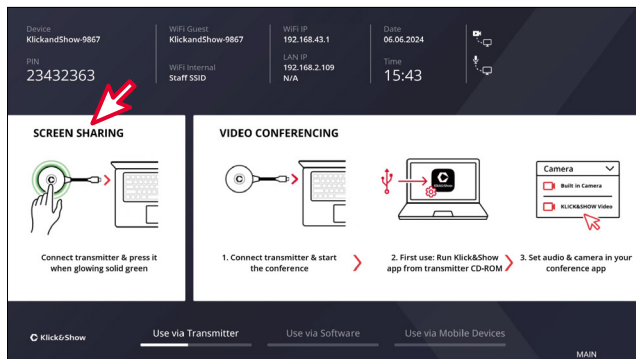 Device
KlickandShow-9867
PIN
23432363
WiFi Guest
KlickandShow-9867
WiFi Internal
Staff SSID
WiFi IP
192.168.43.1
LAN IP
192.168.2.109
N/A
Date
06.06.2024
Time
15:43
SCREEN SHARING
Connect transmitter & press it
when glowing solid green
VIDEO CONFERENCING
1. Connect transmitter & start
the conference
2. First use: Run Klick&Show
app from transmitter CD-ROM
Camera
Built in Camera
KLICK&SHOW Video
3. Set audio & camera in your
conference app
Klick&Show
Use via Transmitter
Use via Software
Use via Mobile Devices
MAIN